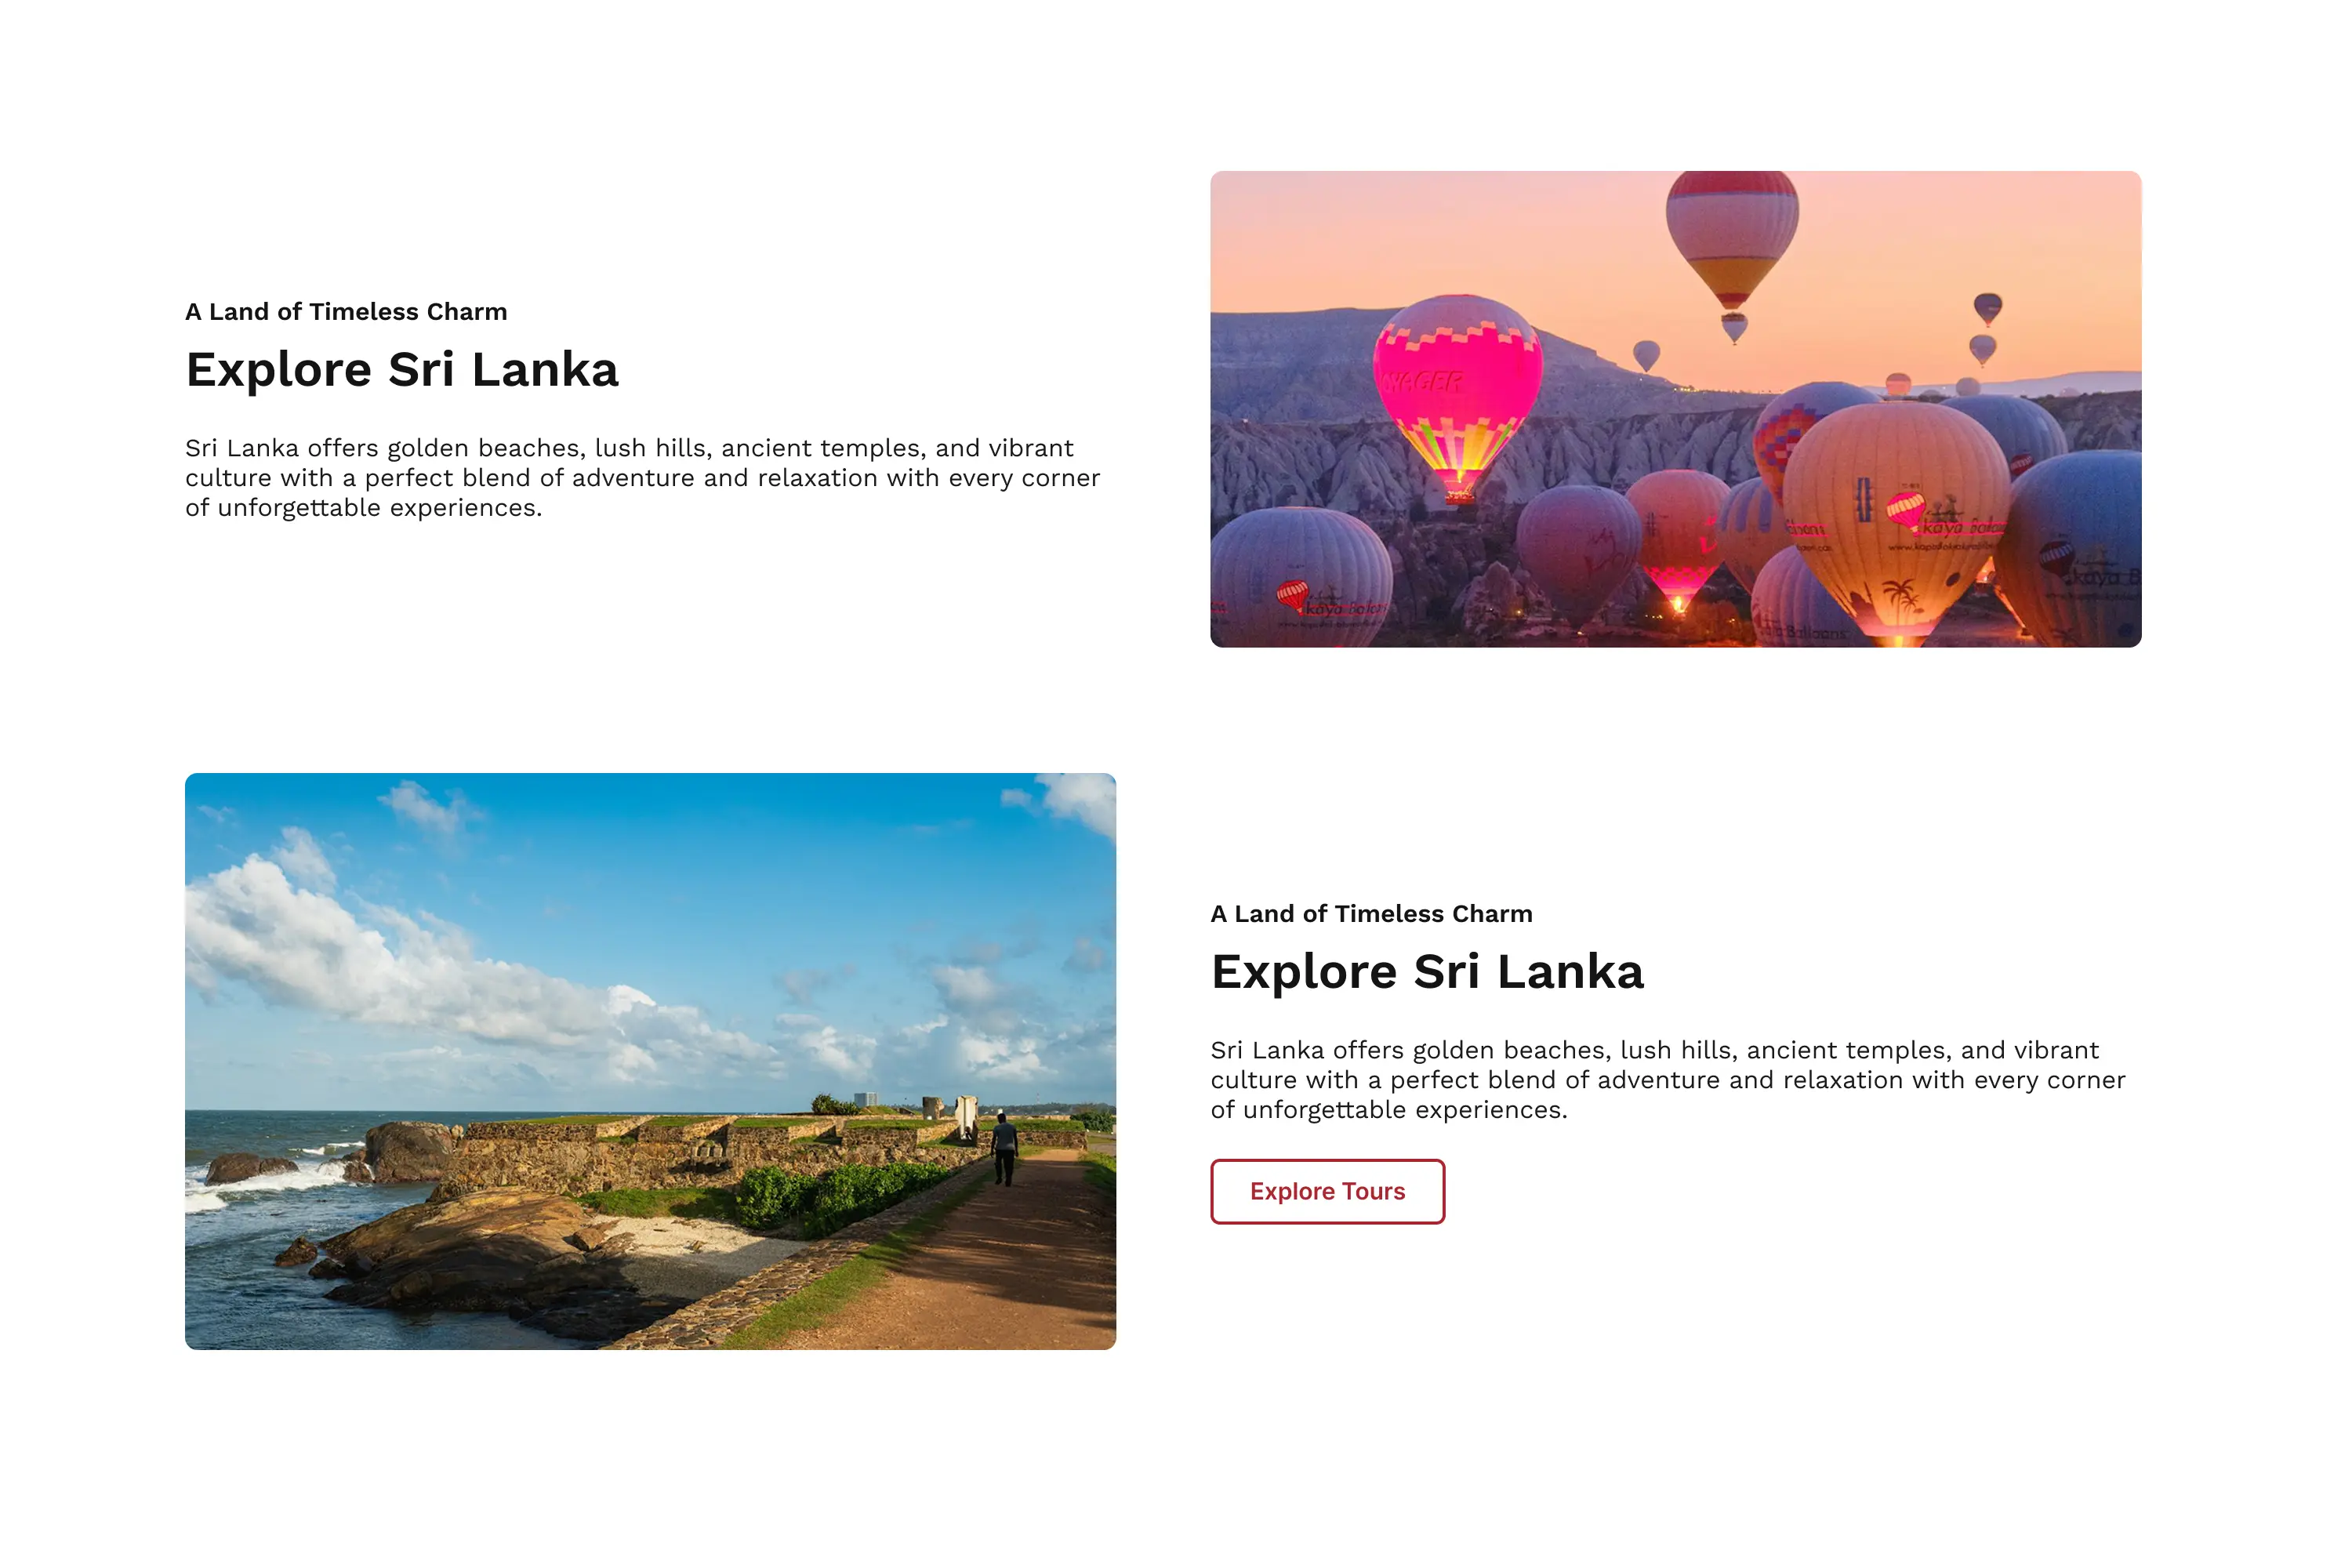 A Land of Timeless Charm
Explore Sri Lanka
Sri Lanka offers golden beaches, lush hills, ancient temples, and vibrant
culture with a perfect blend of adventure and relaxation with every corner
of unforgettable experiences.
OYAGER
kaya Balloons
A Land of Timeless Charm
Explore Sri Lanka
Sri Lanka offers golden beaches, lush hills, ancient temples, and vibrant
culture with a perfect blend of adventure and relaxation with every corner
of unforgettable experiences.
Explore Tours